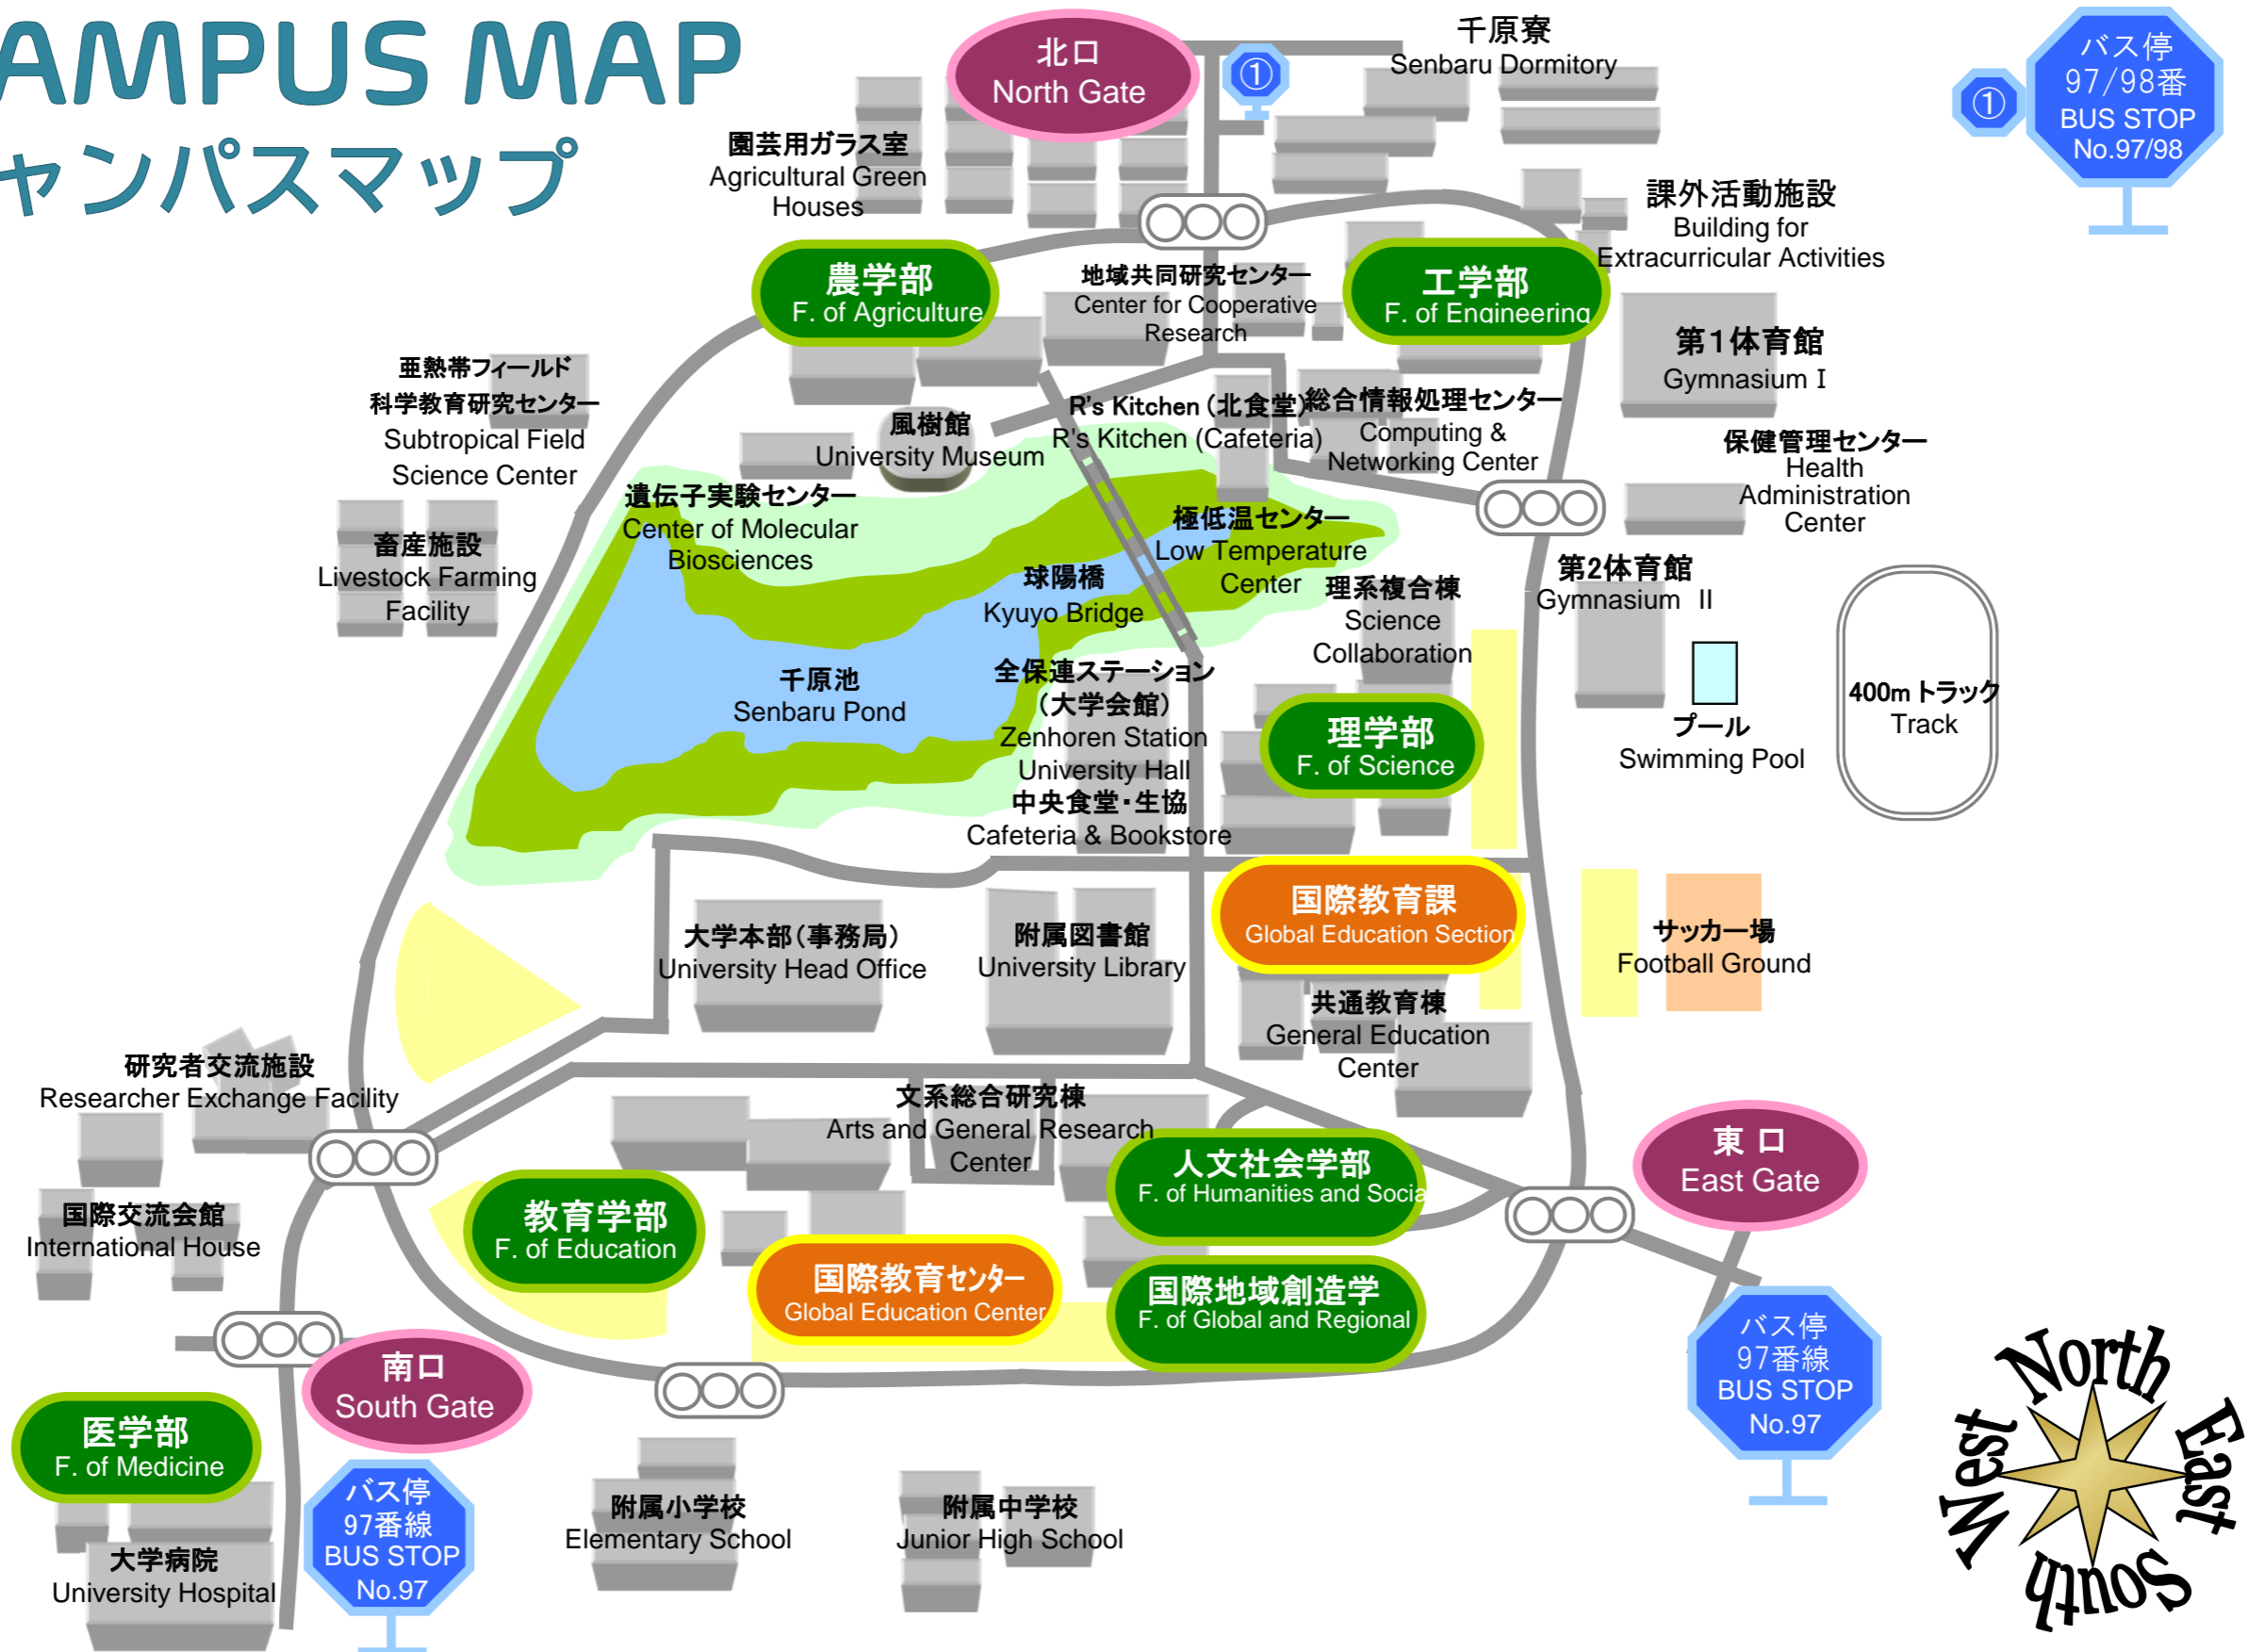 AMPUS MAP
ャンパスマップ
北口
North Gate
①
千原寮
Senbaru Dormitory
①
バス停
97/98番
BUS STOP
No.97/98
園芸用ガラス室
Agricultural Green
Houses
課外活動施設
Building for
Extracurricular Activities
農学部
F. of Agriculture
地域共同研究センター
Center for Cooperative
Research
工学部
F. of Engineering
第1体育館
Gymnasium I
亜熱帯フィールド
科学教育研究センター
Subtropical Field
Science Center
風樹館
University Museum
R's Kitchen (北食堂)
R's Kitchen (Cafeteria)
総合情報処理センター
Computing &
Networking Center
保健管理センター
Health
Administration
Center
畜産施設
Livestock Farming
Facility
遺伝子実験センター
Center of Molecular
Biosciences
極低温センター
Low Temperature
Center
球陽橋
Kyuyo Bridge
理系複合棟
Science
Collaboration
第2体育館
Gymnasium II
千原池
Senbaru Pond
全保連ステーション
(大学会館)
Zenhoren Station
University Hall
中央食堂・生協
Cafeteria & Bookstore
理学部
F. of Science
プール
Swimming Pool
400m トラック
Track
大学本部(事務局)
University Head Office
附属図書館
University Library
国際教育課
Global Education Section
サッカー場
Football Ground
共通教育棟
General Education
Center
研究者交流施設
Researcher Exchange Facility
文系総合研究棟
Arts and General Research
Center
人文社会学部
F. of Humanities and Socia
東 口
East Gate
国際交流会館
International House
教育学部
F. of Education
国際教育センター
Global Education Center
国際地域創造学
F. of Global and Regional
南口
South Gate
バス停
97番線
BUS STOP
No.97
医学部
F. of Medicine
バス停
97番線
BUS STOP
No.97
大学病院
University Hospital
附属小学校
Elementary School
附属中学校
Junior High School
North
East
South
West